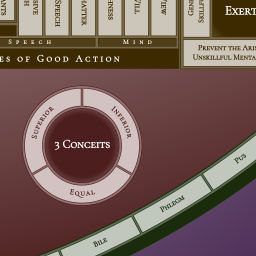 Exert
Prevent the Aris
Unskillful Menta
Speech
Mind
es of Good Action
Superior
Inferior
3 Conceits
Equal
Pus
Phlegm
Bile